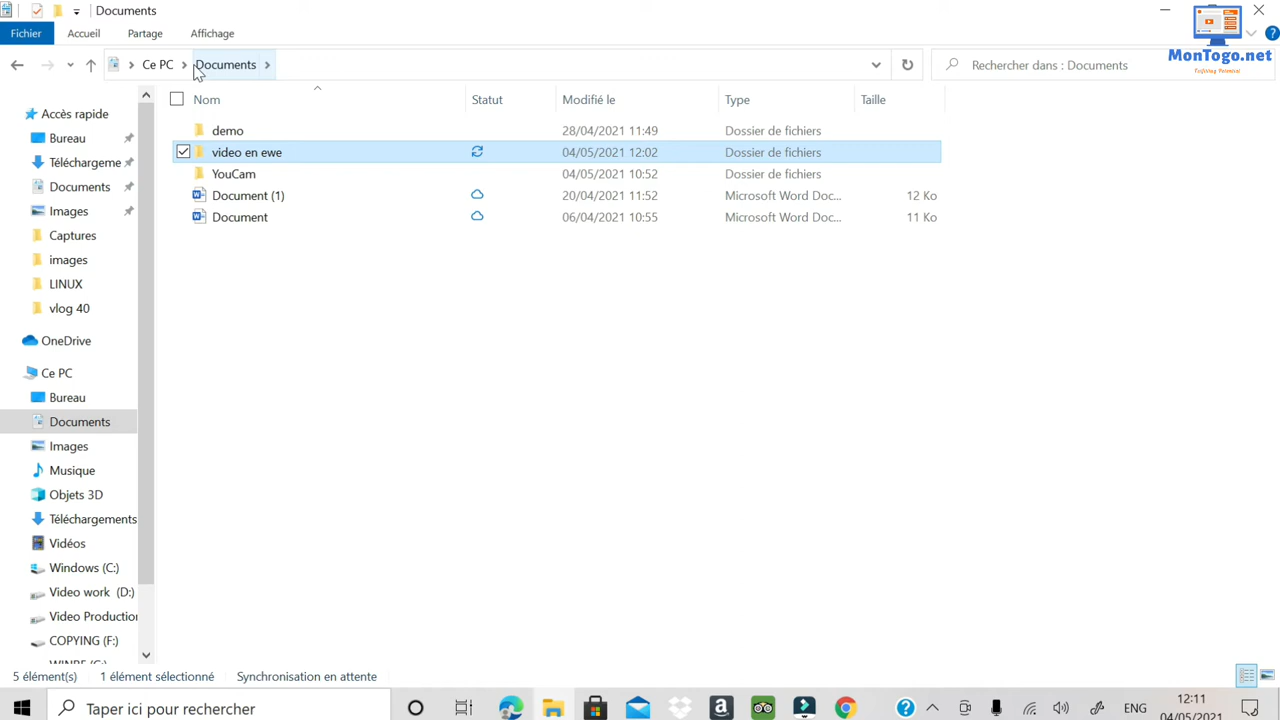 Documents
Fichier Accueil Partage Affichage
Ce PC Documents Rechercher dans : Documents
MonTogo.net
Nom Statut Modifié le Type Taille
demo 28/04/2021 11:49 Dossier de fichiers
video en ewe 04/05/2021 12:02 Dossier de fichiers
YouCam 04/05/2021 10:52 Dossier de fichiers
Document (1) 20/04/2021 11:52 Microsoft Word Doc... 12 Ko
Document 06/04/2021 10:55 Microsoft Word Doc... 11 Ko
Accès rapide
Bureau
Téléchargeme
Documents
Images
Captures
images
LINUX
vlog 40
OneDrive
Ce PC
Bureau
Documents
Images
Musique
Objets 3D
Téléchargements
Vidéos
Windows (C:)
Video work (D:)
Video Production
COPYING (F:)
5 élément(s) 1 élément sélectionné Synchronisation en attente
Taper ici pour rechercher
ENG
12:11
04/05/2021